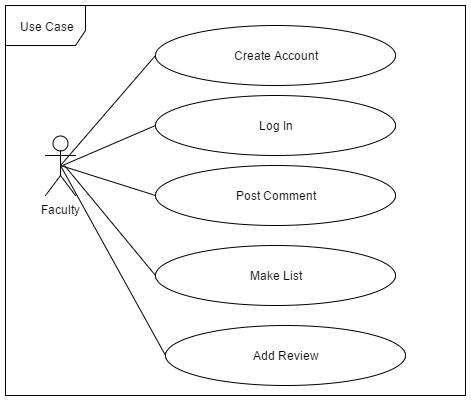 Use Case
Create Account
Log In
Post Comment
Faculty
Make List
Add Review